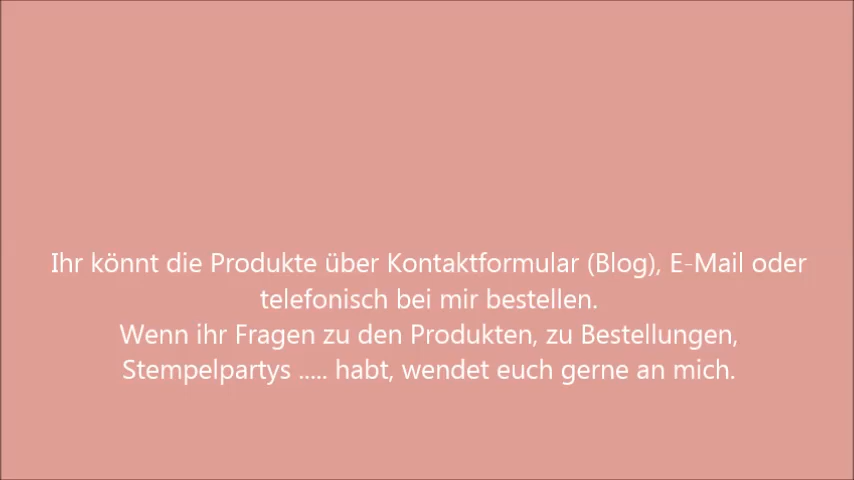 Ihr könnt die Produkte über Kontaktformular (Blog), E-Mail oder
telefonisch bei mir bestellen.
Wenn ihr Fragen zu den Produkten, zu Bestellungen,
Stempelpartys ..... habt, wendet euch gerne an mich.